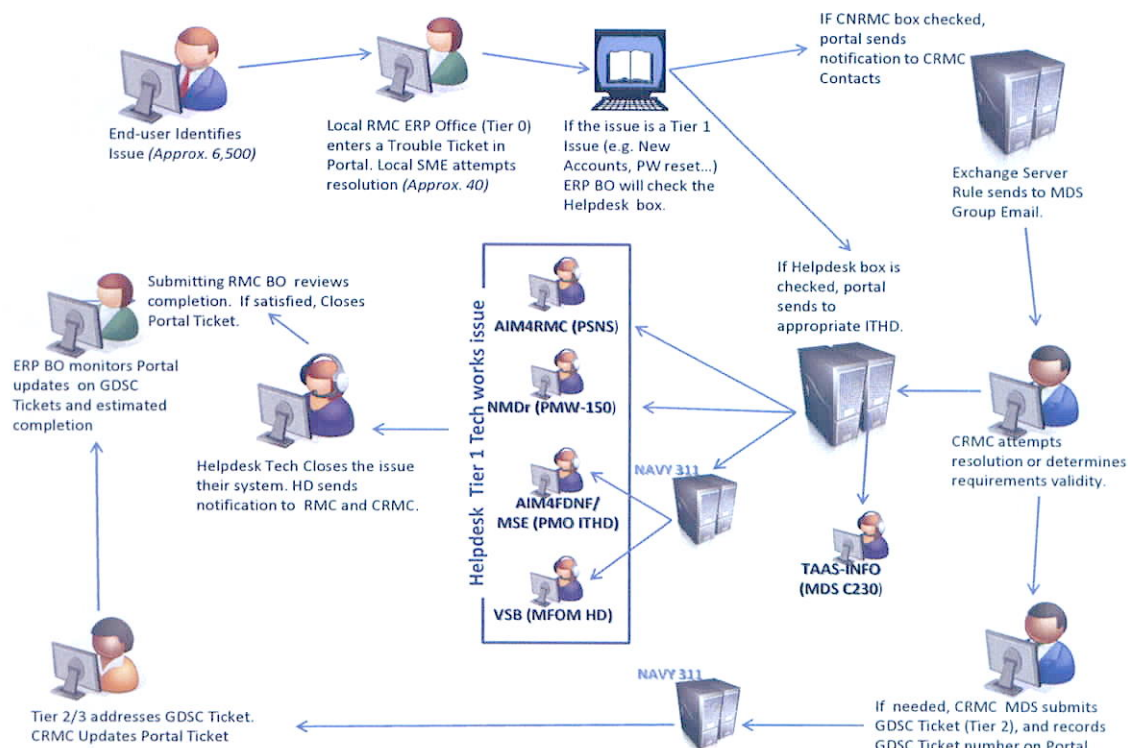 End-user Identifies
Issue (Approx. 6,500)
Local RMC ERP Office (Tier 0)
enters a Trouble Ticket in
Portal. Local SME attempts
resolution (Approx. 40)
If the issue is a Tier 1
Issue (e.g. New
Accounts, PW reset...)
ERP BO will check the
Helpdesk box.
IF CNRMC box checked,
portal sends
notification to CRMC
Contacts
Exchange Server
Rule sends to MDS
Group Email.
If Helpdesk box is
checked, portal
sends to
appropriate ITHD.
CRMC attempts
resolution or determines
requirements validity.
TAAS-INFO
(MDS C230)
NAVY 311
Helpdesk Tier 1 Tech works issue
AIM4RMC (PSNS)
NMDr (PMW-150)
AIM4FDNF/
MSE (PMO ITHD)
VSB (MFOM HD)
Helpdesk Tech Closes the issue
their system. HD sends
notification to RMC and CRMC.
Submitting RMC BO reviews
completion. If satisfied, Closes
Portal Ticket.
ERP BO monitors Portal
updates on GDSC
Tickets and estimated
completion
Tier 2/3 addresses GDSC Ticket.
CRMC Updates Portal Ticket
NAVY 311
If needed, CRMC MDS submits
GDSC Ticket (Tier 2), and records
GDSC Ticket number on Portal